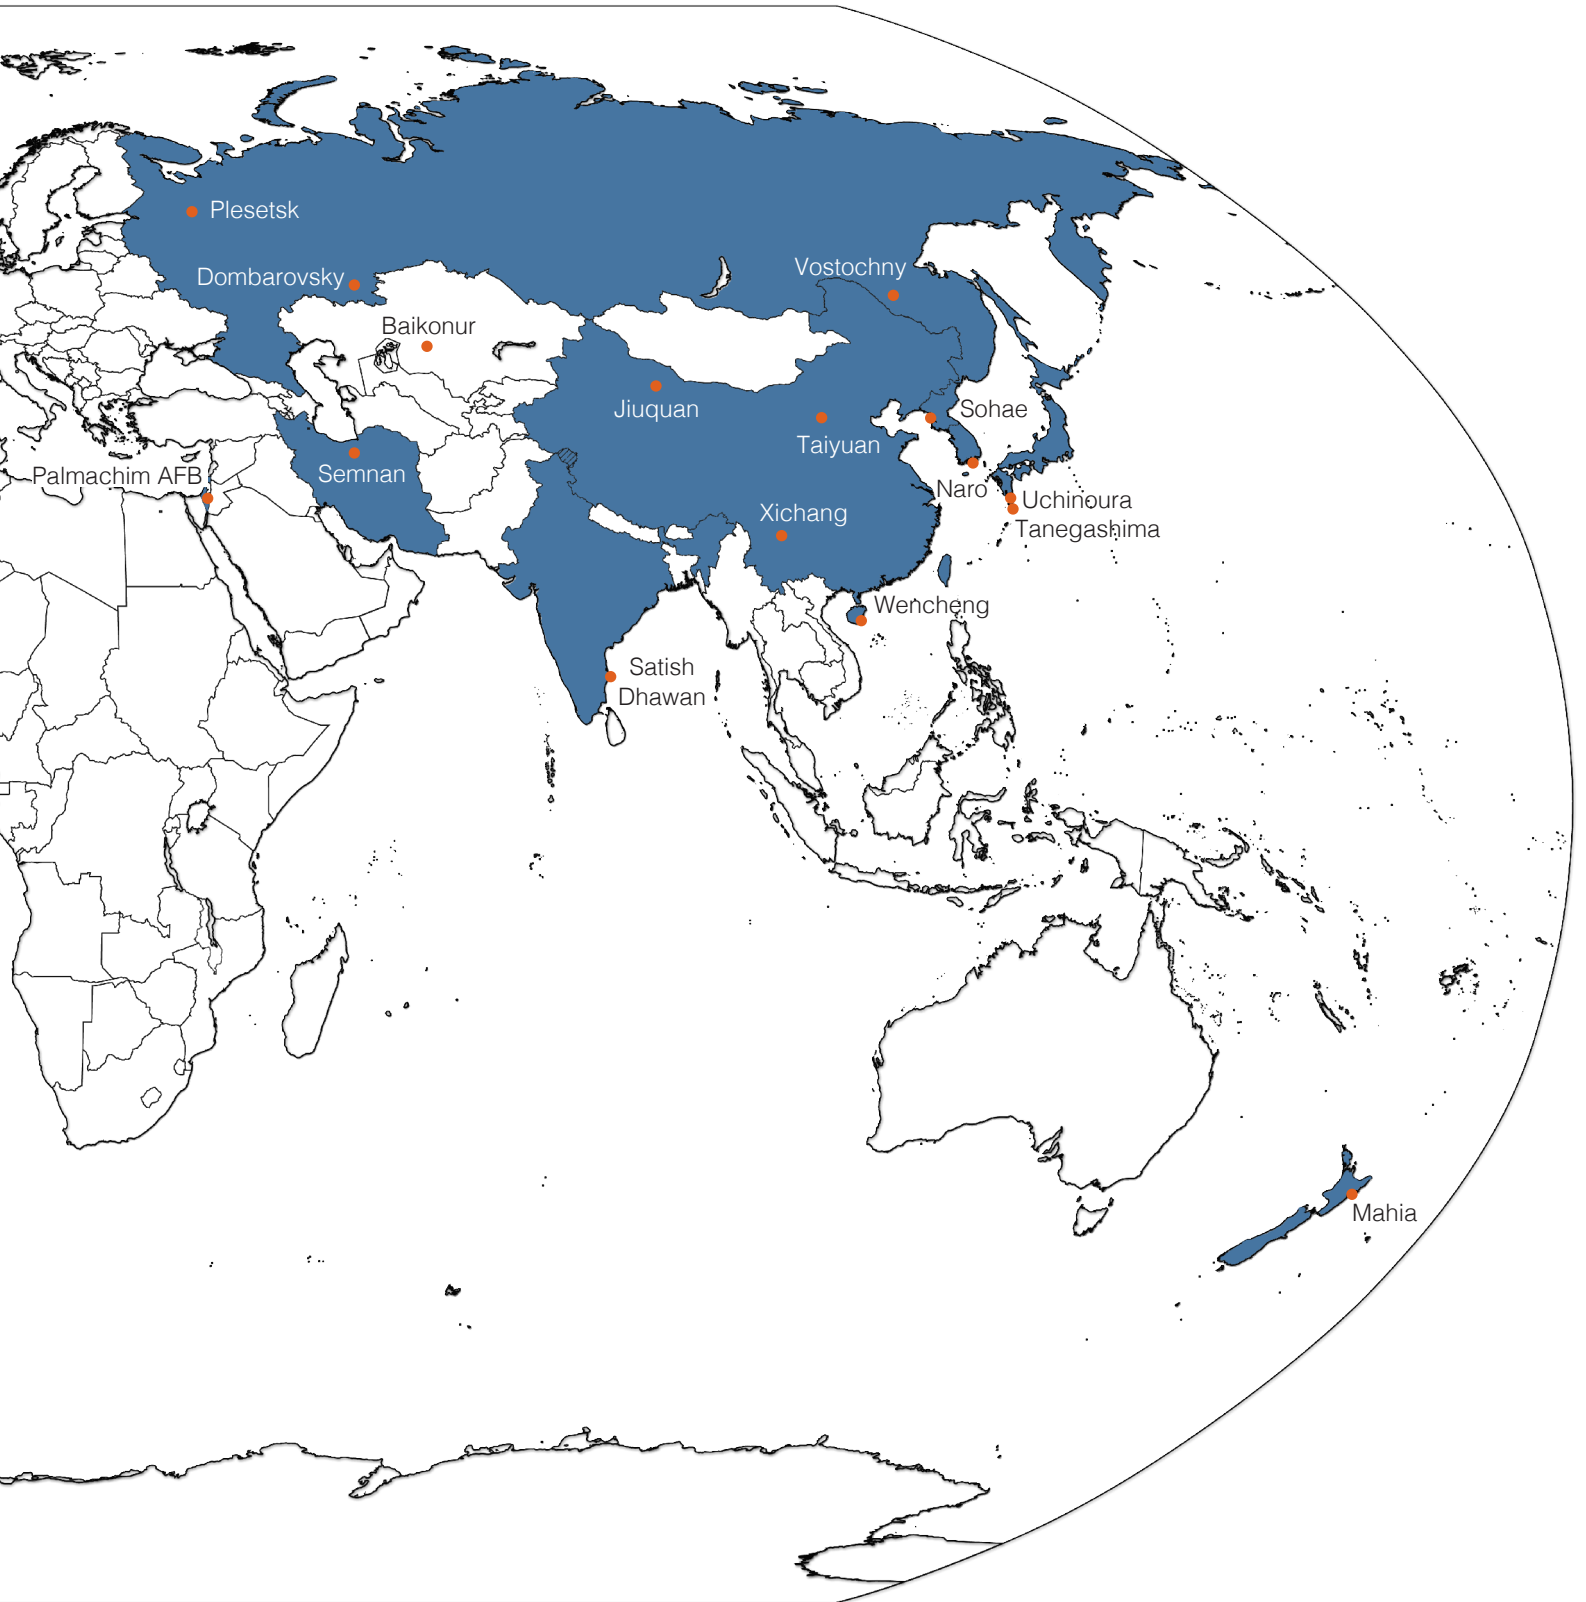 Plesetsk
Vostochny
Dombarovsky
Baikonur
Jiuquan
Sohae
Taiyuan
Palmachim AFB
Semnan
Naro
Uchinoura
Xichang
Tanegashima
Wencheng
Satish
Dhawan
Mahia